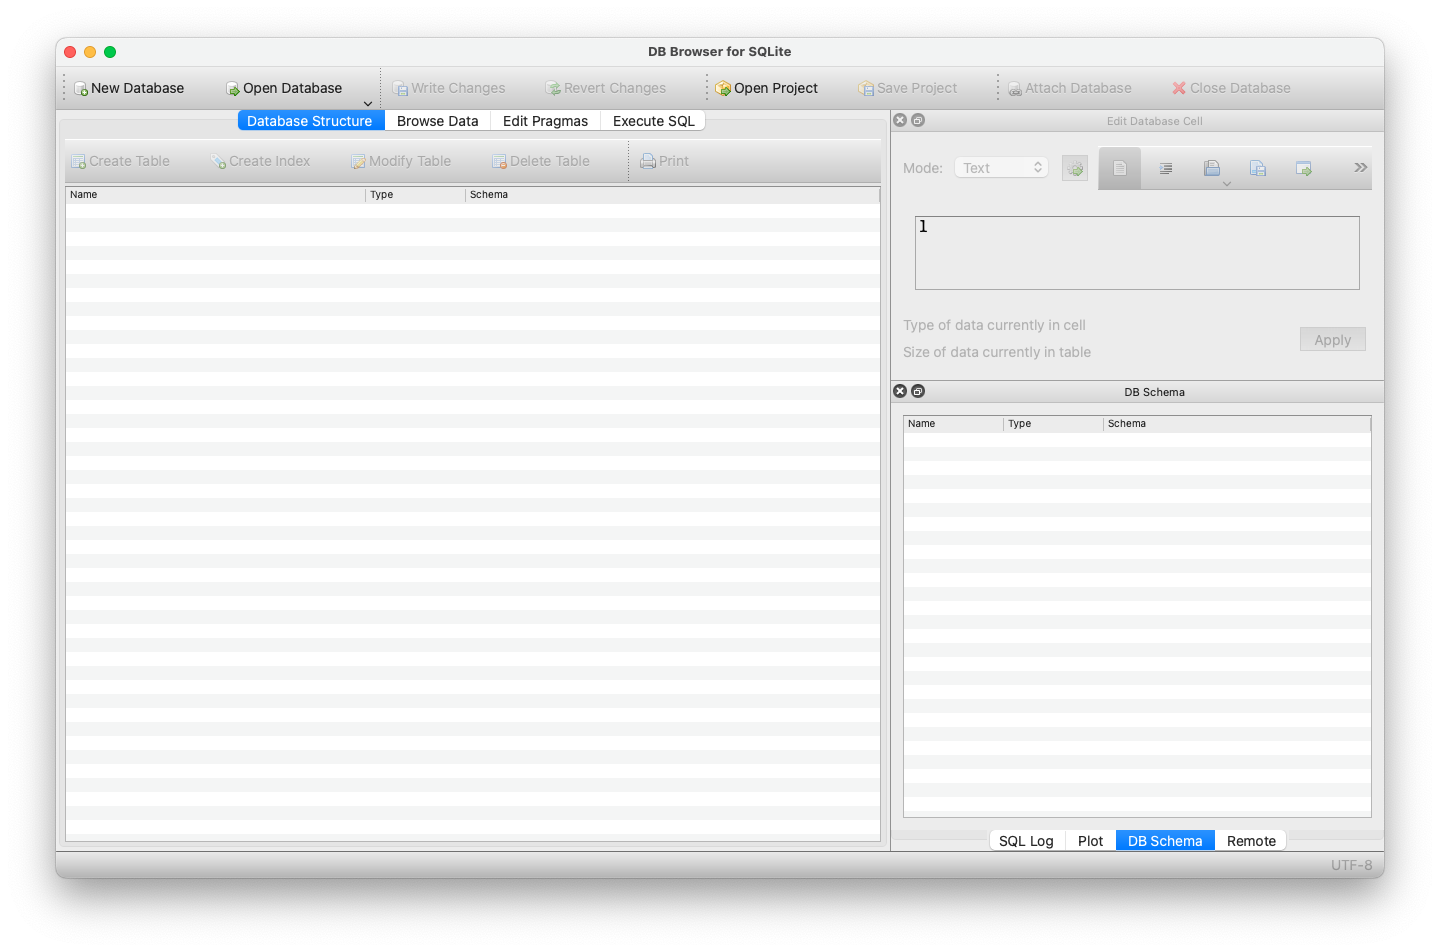 DB Browser for SQLite
New Database Open Database Write Changes Revert Changes Open Project Save Project Attach Database Close Database
Database Structure Browse Data Edit Pragmas Execute SQL
Create Table Create Index Modify Table Delete Table Print
Name Type Schema
Edit Database Cell
Mode: Text
1
Type of data currently in cell
Size of data currently in table
Apply
DB Schema
Name Type Schema
SQL Log Plot DB Schema Remote
UTF-8